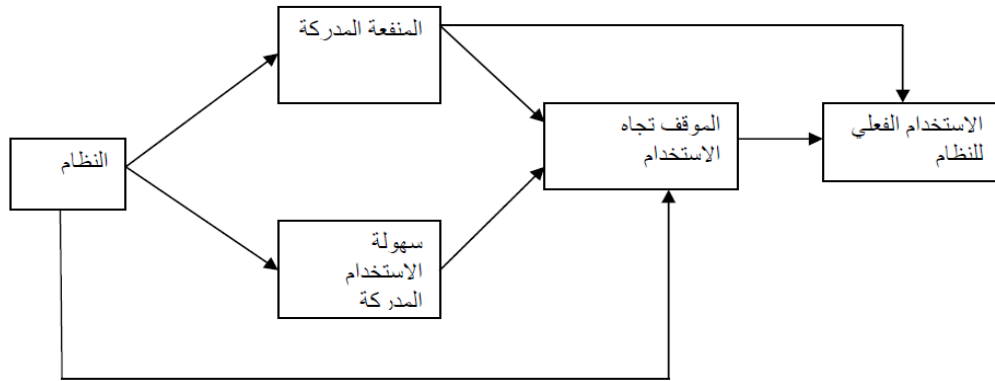 المنفعة المدركة
الاستخدام الفعلي
للنظام
الموقف تجاه
الاستخدام
النظام
سهولة
الاستخدام
المدركة